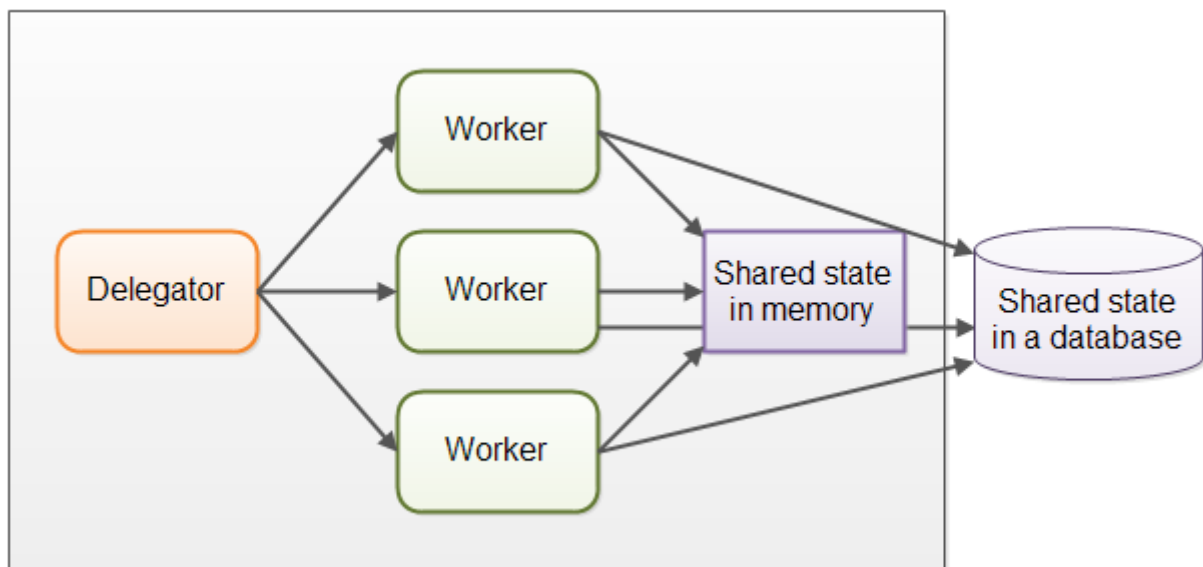 Worker
Delegator
Worker
Shared state
in memory
Shared state
in a database
Worker